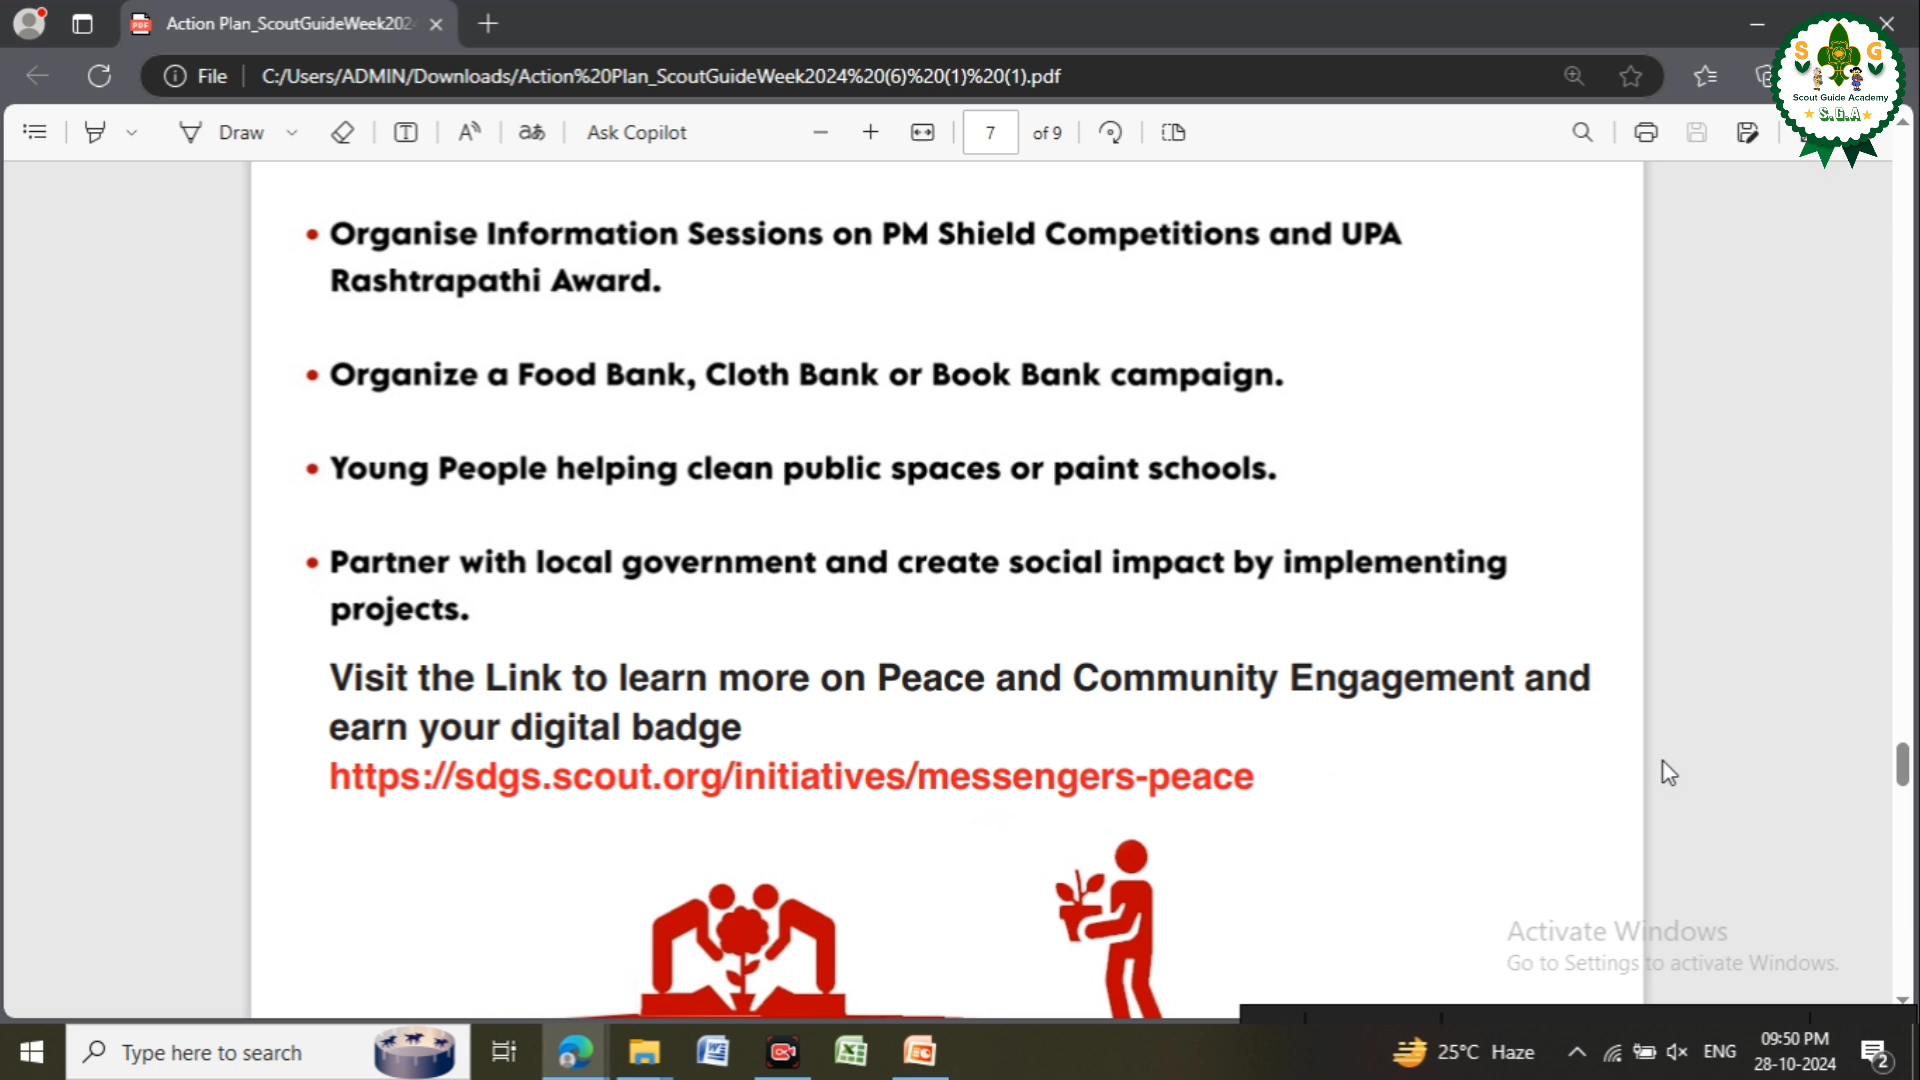 Action Plan_ScoutGuideWeek202
File
C:/Users/ADMIN/Downloads/Action%20Plan_ScoutGuideWeek2024%20(6)%20(1)%20(1).pdf
S G
Scout Guide Academy
S.G.A
PDF
Draw
T
A
aあ
Ask Copilot
7
of 9
• Organise Information Sessions on PM Shield Competitions and UPA
Rashtrapathi Award.
• Organize a Food Bank, Cloth Bank or Book Bank campaign.
• Young People helping clean public spaces or paint schools.
• Partner with local government and create social impact by implementing
projects.
Visit the Link to learn more on Peace and Community Engagement and
earn your digital badge
https://sdgs.scout.org/initiatives/messengers-peace
Activate Windows
Go to Settings to activate Windows.
Type here to search
25°C Haze
ENG
09:50 PM
28-10-2024
2